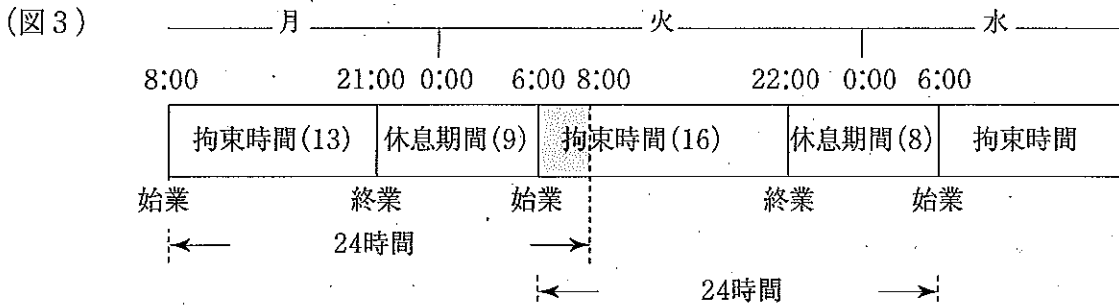 (図3)
月 火 水
8:00 21:00 0:00 6:00 8:00 22:00 0:00 6:00
拘束時間(13) 休息期間(9) 拘束時間(16) 休息期間(8) 拘束時間
始業 終業 始業 終業 始業
24時間
24時間